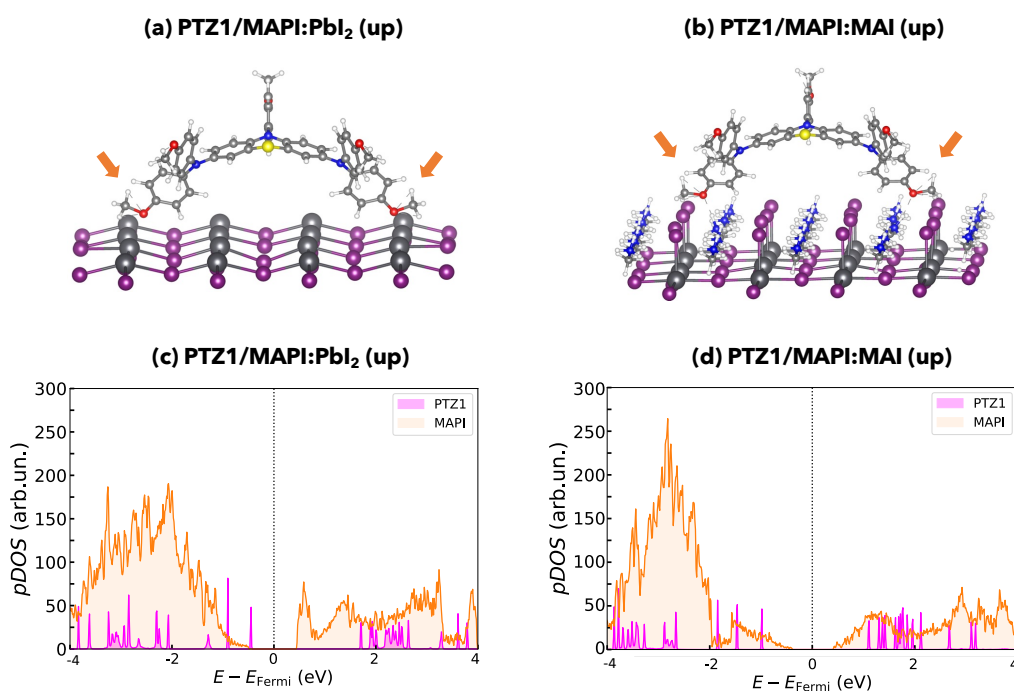 (a) PTZ1/MAPI:PbI₂ (up)
(b) PTZ1/MAPI:MAI (up)
(c) PTZ1/MAPI:PbI₂ (up)
(d) PTZ1/MAPI:MAI (up)
300
250
200
150
100
50
0
pDOS (arb.un.)
PTZ1
MAPI
-4
-2
0
2
4
E − E_Fermi (eV)
300
250
200
150
100
50
0
pDOS (arb.un.)
PTZ1
MAPI
-4
-2
0
2
4
E − E_Fermi (eV)